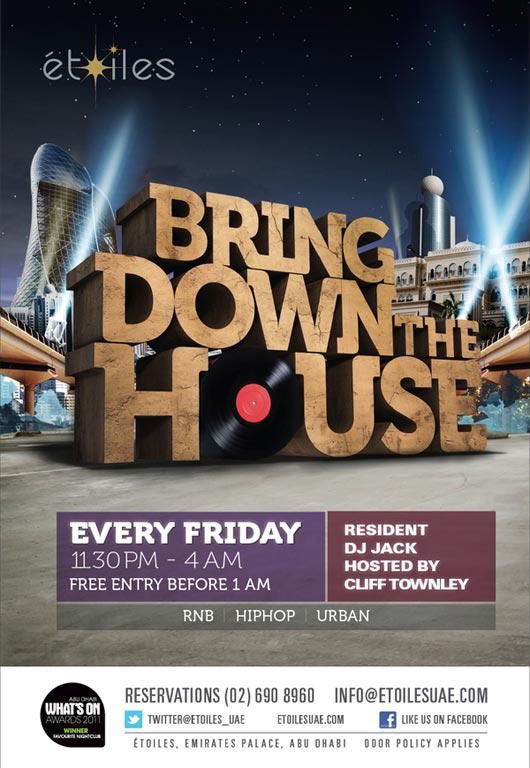 étoiles
BRING
DOWN THE
HOUSE
EVERY FRIDAY
11.30 PM - 4 AM
FREE ENTRY BEFORE 1 AM
RESIDENT
DJ JACK
HOSTED BY
CLIFF TOWNLEY
RNB | HIPHOP | URBAN
ABU DHABI
WHAT'S ON
AWARDS 2011
WINNER
FAVOURITE NIGHTCLUB
RESERVATIONS (02) 690 8960 INFO@ETOILESUAE.COM
TWITTER@ETOILES_UAE ETOILESUAE.COM f LIKE US ON FACEBOOK
ÉTOILES, EMIRATES PALACE, ABU DHABI DOOR POLICY APPLIES